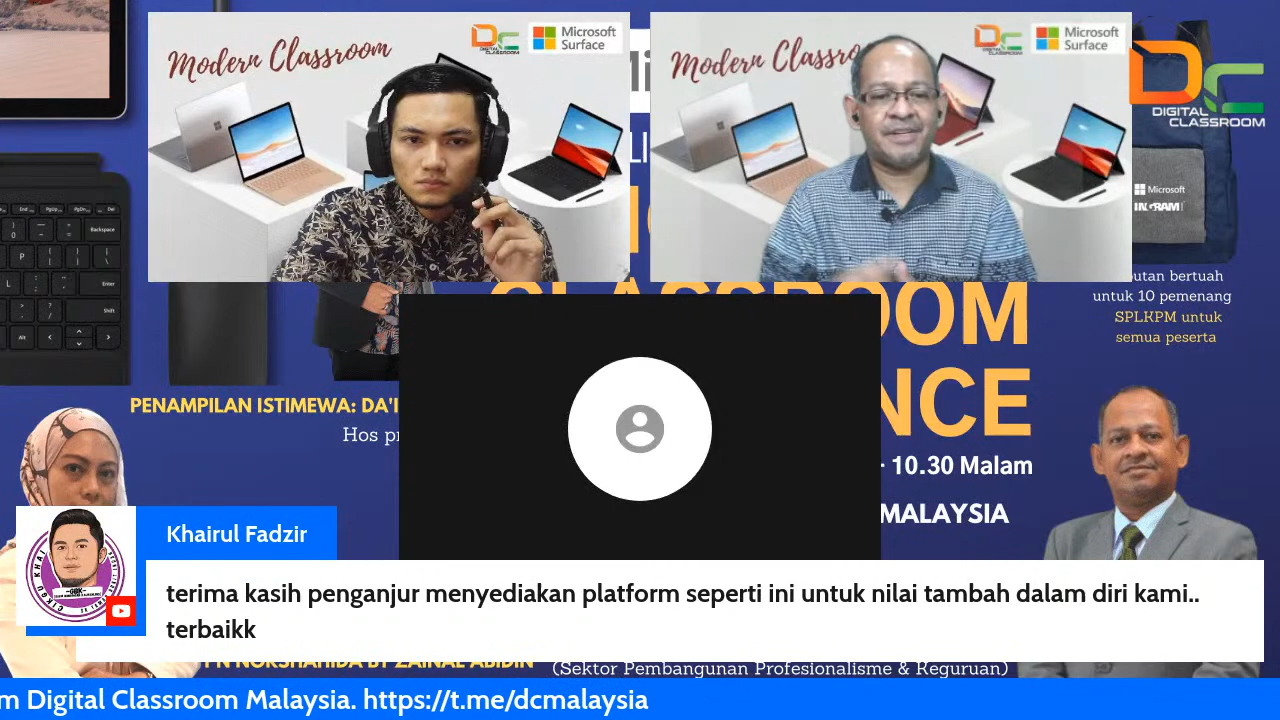 Modern Classroom
DIGITAL CLASSROOM
Microsoft Surface
Modern
DIGITAL CLASSROOM
Microsoft Surface
DIGITAL
CLASSROOM
Microsoft
INGRAM
untuk 10 pemenang
SPLKPM untuk
semua peserta
PENAMPILAN ISTIMEWA:
Hos
10.30 Malam
MALAYSIA
Khairul Fadzir
terima kasih penganjur menyediakan platform seperti ini untuk nilai tambah dalam diri kami..
terbaikk
(Sektor Pembangunan Profesionalisme & Keguruan)
Digital Classroom Malaysia. https://t.me/dcmalaysia